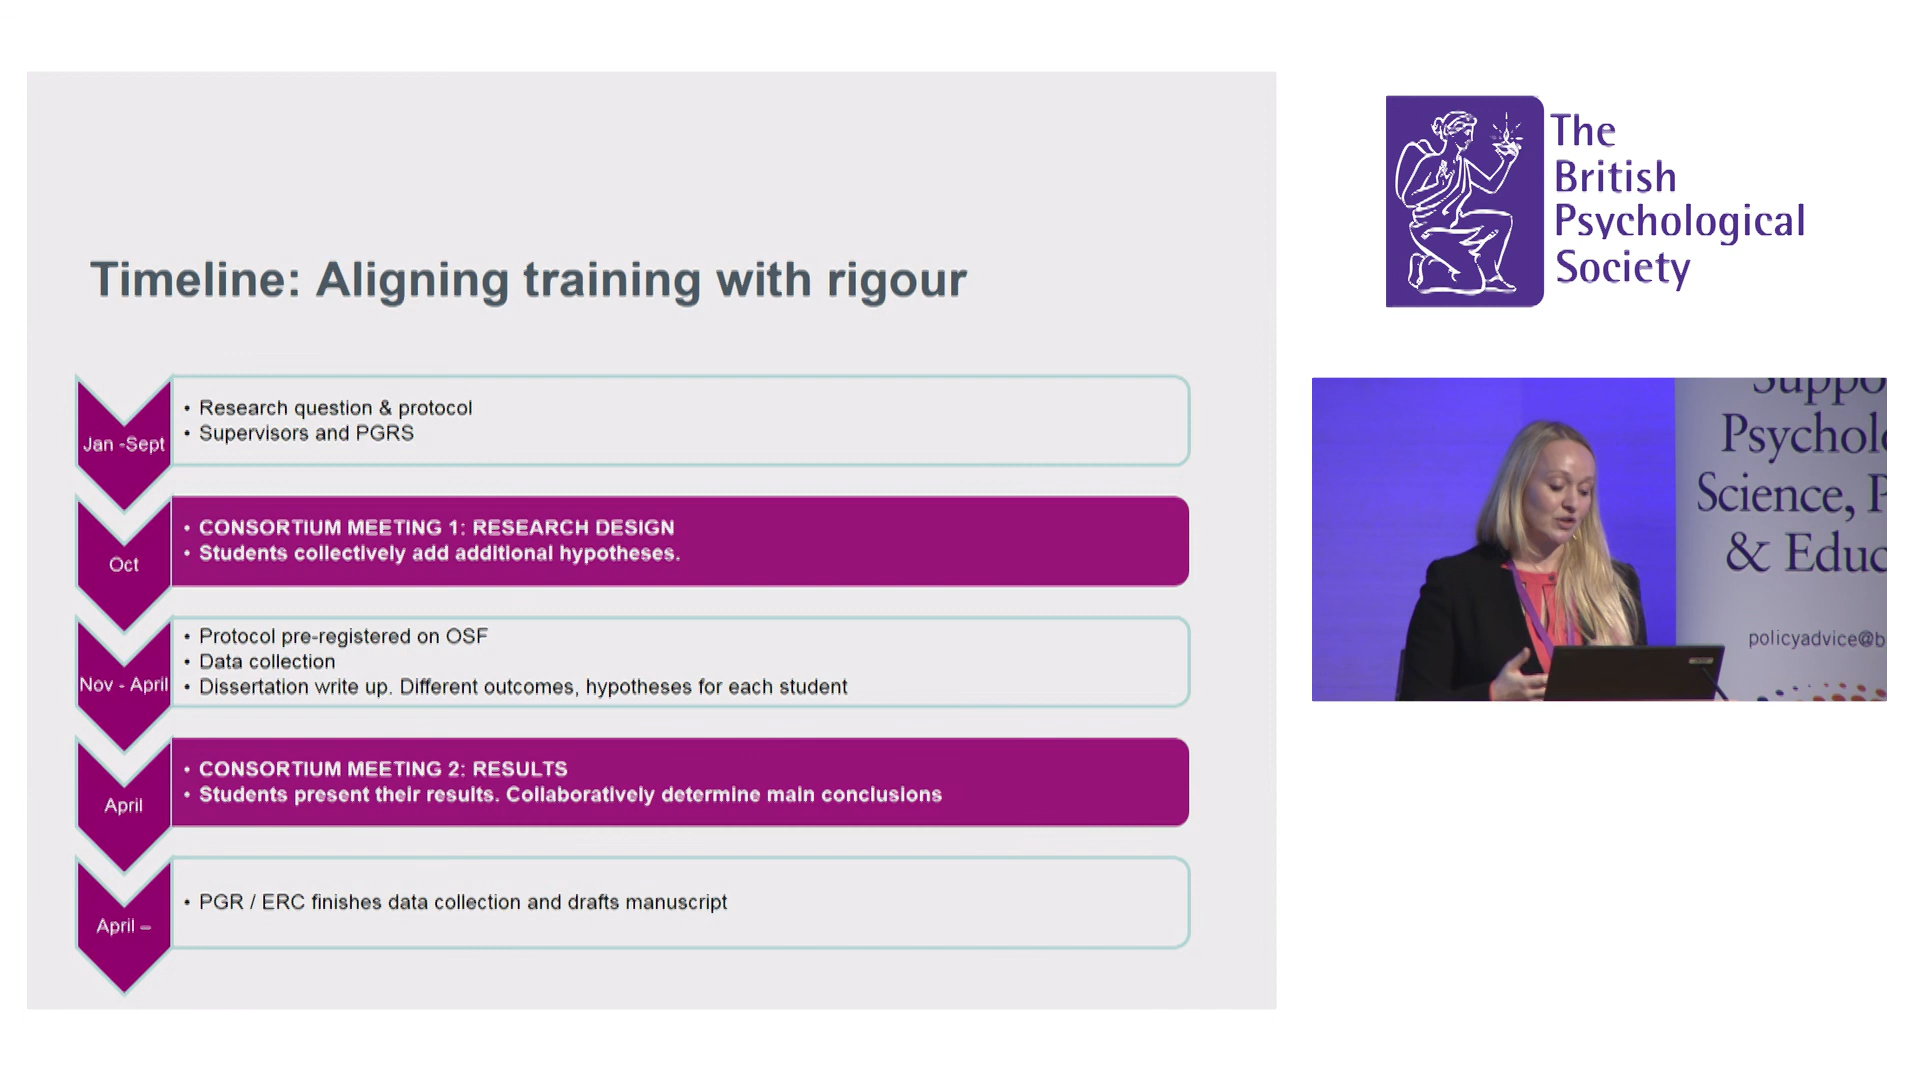 Timeline: Aligning training with rigour
Jan -Sept
• Research question & protocol
• Supervisors and PGRS
Oct
• CONSORTIUM MEETING 1: RESEARCH DESIGN
• Students collectively add additional hypotheses.
Nov - April
• Protocol pre-registered on OSF
• Data collection
• Dissertation write up. Different outcomes, hypotheses for each student
April
• CONSORTIUM MEETING 2: RESULTS
• Students present their results. Collaboratively determine main conclusions
April –
• PGR / ERC finishes data collection and drafts manuscript
The
British
Psychological
Society
Suppo
Psychol
Science, P
& Educ
policyadvice@b